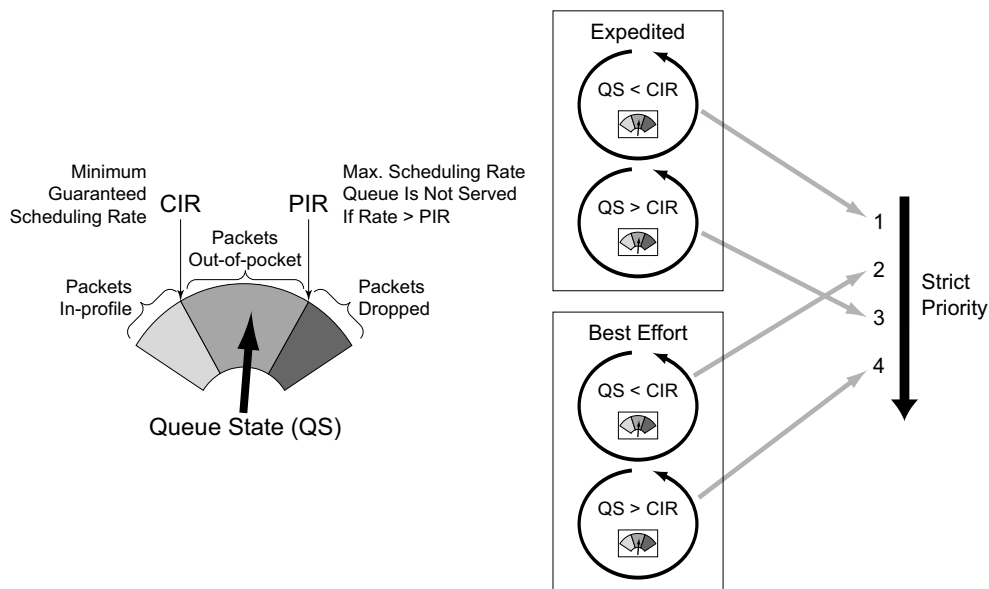 Minimum
Guaranteed
Scheduling Rate
CIR
PIR
Max. Scheduling Rate
Queue Is Not Served
If Rate > PIR
Packets
Out-of-pocket
Packets
In-profile
Packets
Dropped
Queue State (QS)
Expedited
QS < CIR
QS > CIR
Best Effort
QS < CIR
QS > CIR
1
2
3
4
Strict
Priority